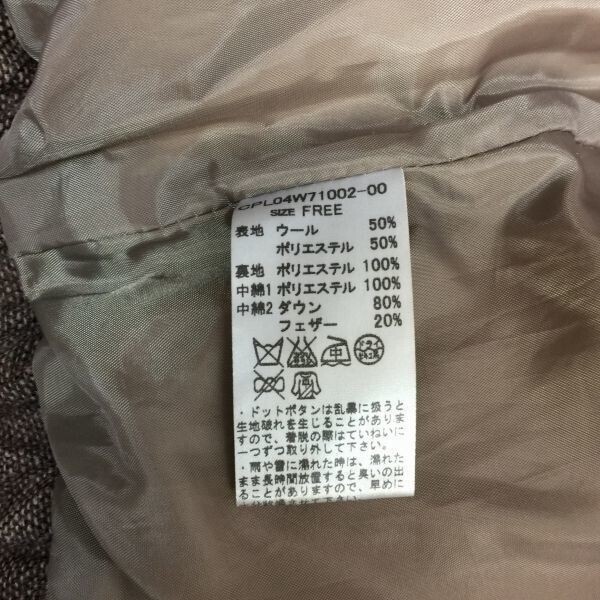 CPL04W71002-00
SIZE FREE
表地 ウール 50%
ポリエステル 50%
裏地 ポリエステル 100%
中綿1 ポリエステル 100%
中綿2 ダウン 80%
フェザー 20%
ドライ
・ドットボタンは乱暴に扱うと
生地破れを生じることがありま
すので、着脱の際はていねいに
一つずつ取り外して下さい。
・雨や雪に濡れた時は、濡れた
まま長時間放置すると臭いの出
ることがありますので、早めに